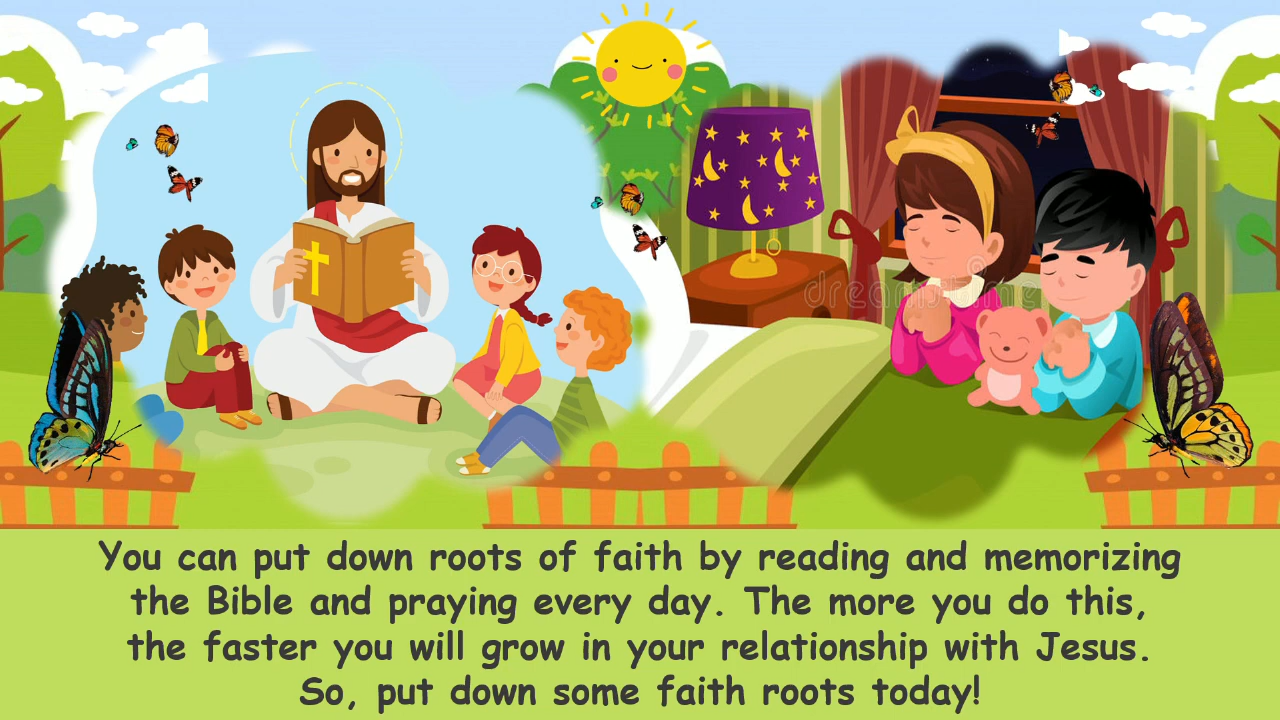 You can put down roots of faith by reading and memorizing
the Bible and praying every day. The more you do this,
the faster you will grow in your relationship with Jesus.
So, put down some faith roots today!